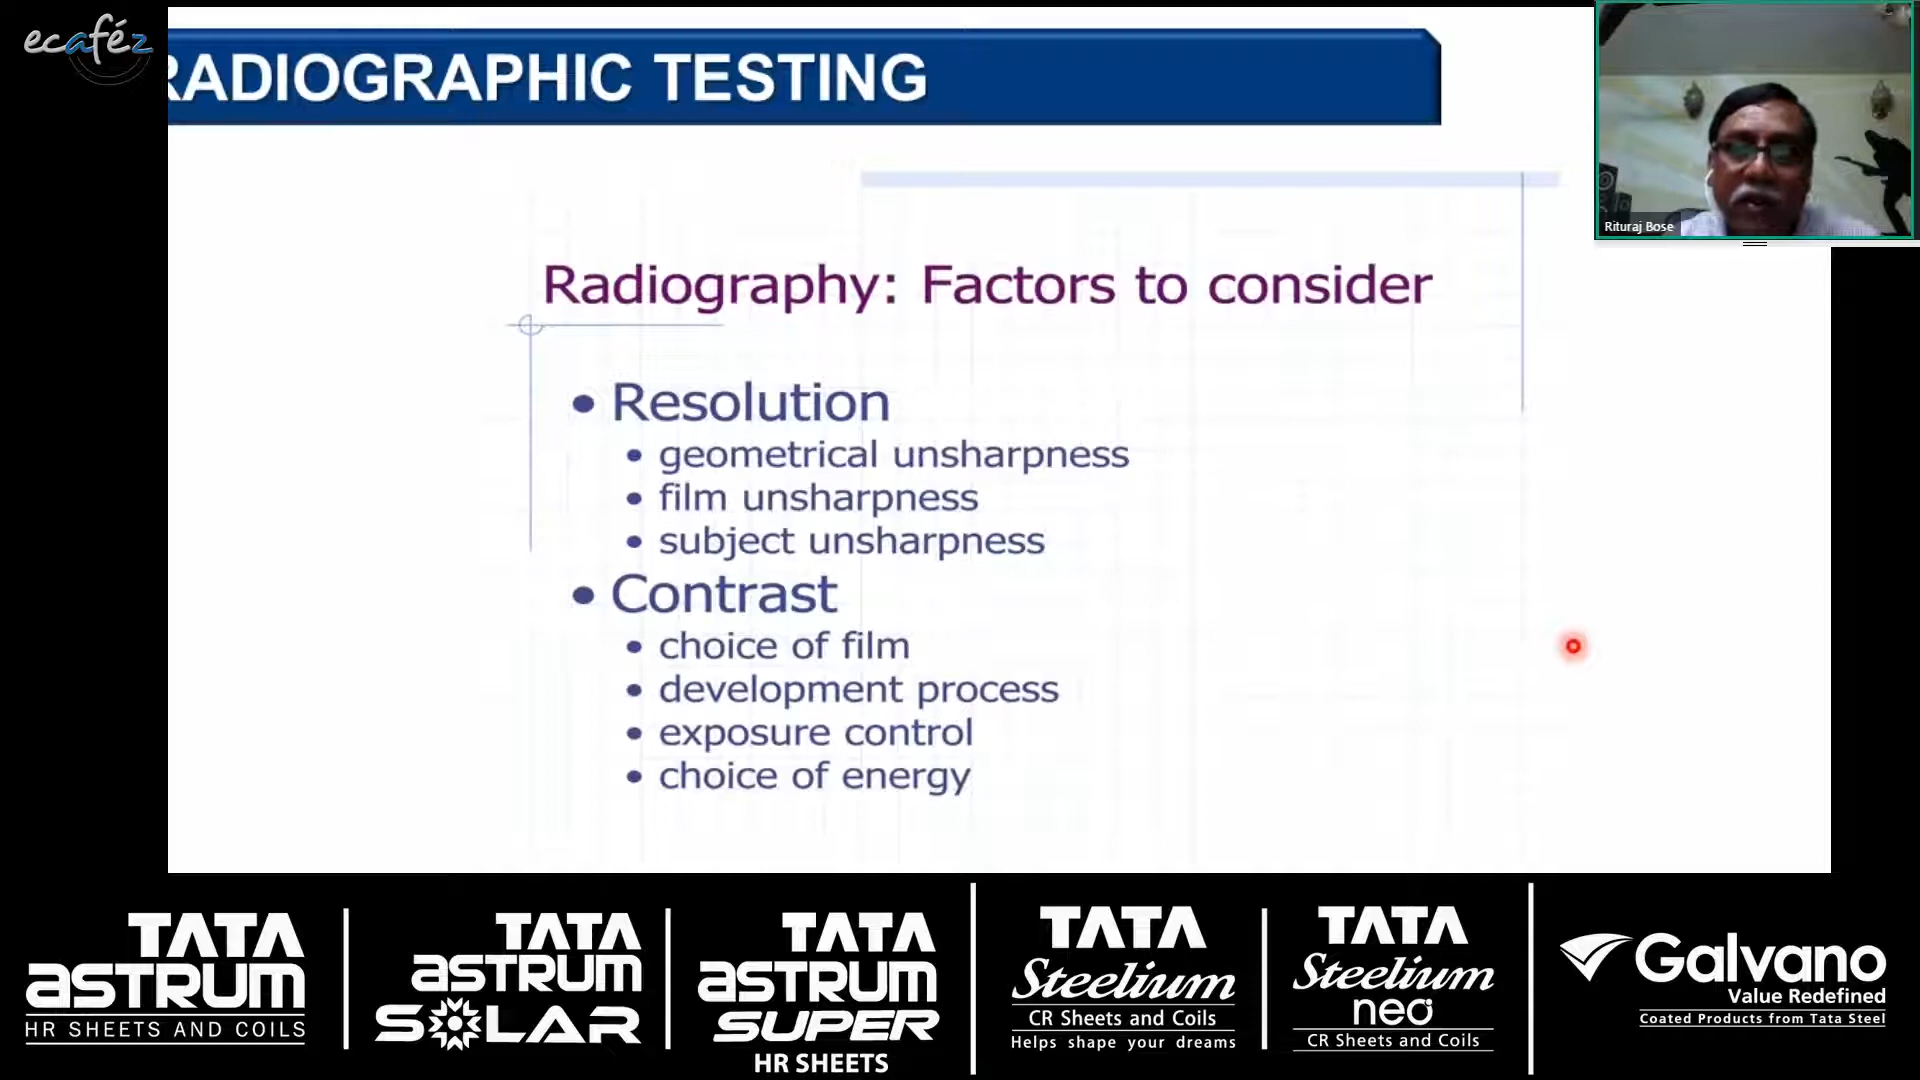 ecaféz
RADIOGRAPHIC TESTING
Rituraj Bose
Radiography: Factors to consider
• Resolution
• geometrical unsharpness
• film unsharpness
• subject unsharpness
• Contrast
• choice of film
• development process
• exposure control
• choice of energy
TATA
astrum
HR SHEETS AND COILS
TATA
astrum
SOLAR
TATA
astrum
SUPER
HR SHEETS
TATA
Steelium
CR Sheets and Coils
Helps shape your dreams
TATA
Steelium
neo
CR Sheets and Coils
Galvano
Value Redefined
Coated Products from Tata Steel